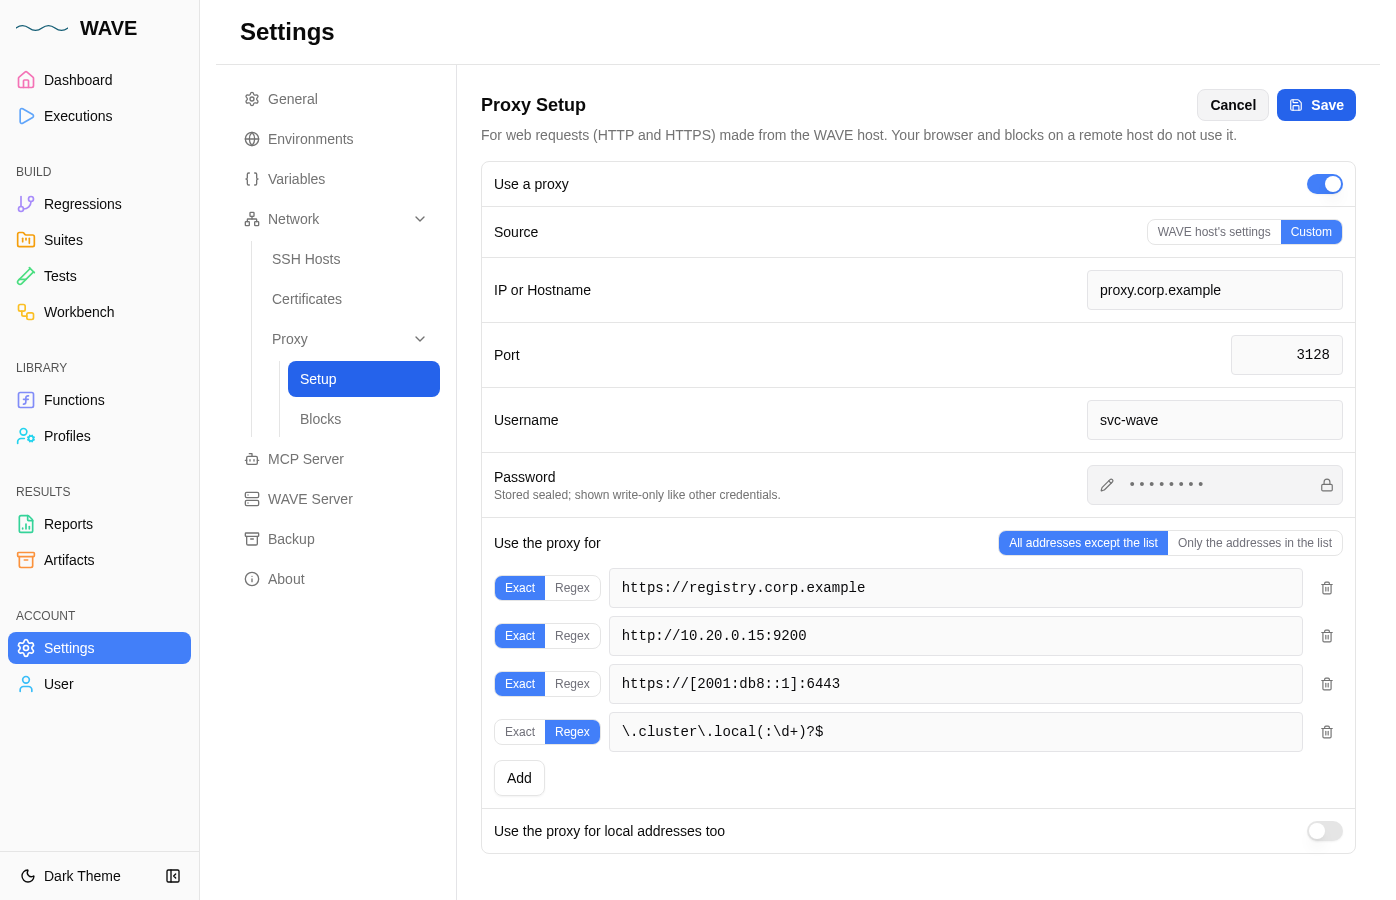 WAVE
Dashboard
Executions
BUILD
Regressions
Suites
Tests
Workbench
LIBRARY
Functions
Profiles
RESULTS
Reports
Artifacts
ACCOUNT
Settings
User
Dark Theme
Settings
General
Environments
Variables
Network
SSH Hosts
Certificates
Proxy
Setup
Blocks
MCP Server
WAVE Server
Backup
About
Proxy Setup
Cancel
Save
For web requests (HTTP and HTTPS) made from the WAVE host. Your browser and blocks on a remote host do not use it.
Use a proxy
Source
WAVE host's settings
Custom
IP or Hostname
proxy.corp.example
Port
3128
Username
svc-wave
Password
Stored sealed; shown write-only like other credentials.
••••••••
Use the proxy for
All addresses except the list
Only the addresses in the list
Exact Regex https://registry.corp.example
Exact Regex http://10.20.0.15:9200
Exact Regex https://[2001:db8::1]:6443
Exact Regex \.cluster\.local(:\d+)?$
Add
Use the proxy for local addresses too